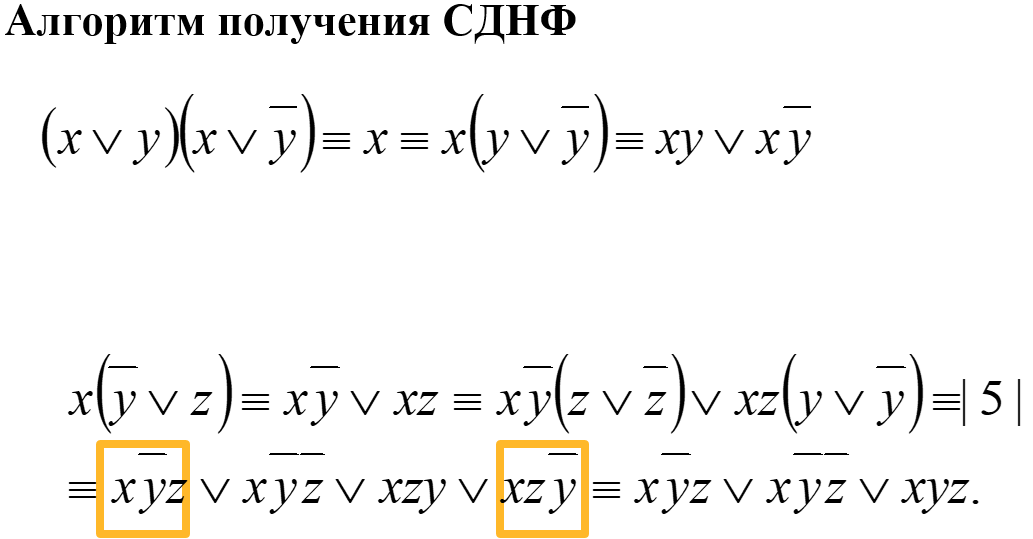 Алгоритм получения СДНФ
(x ∨ y)(x ∨ y̅) ≡ x ≡ x(y ∨ y̅) ≡ xy ∨ xy̅
x(y̅ ∨ z) ≡ xy̅ ∨ xz ≡ xy̅(z ∨ z̅) ∨ xz(y ∨ y̅) ≡| 5 |
≡ xy̅z ∨ xy̅z̅ ∨ xzy ∨ xzy̅ ≡ xy̅z ∨ xy̅z̅ ∨ xyz.